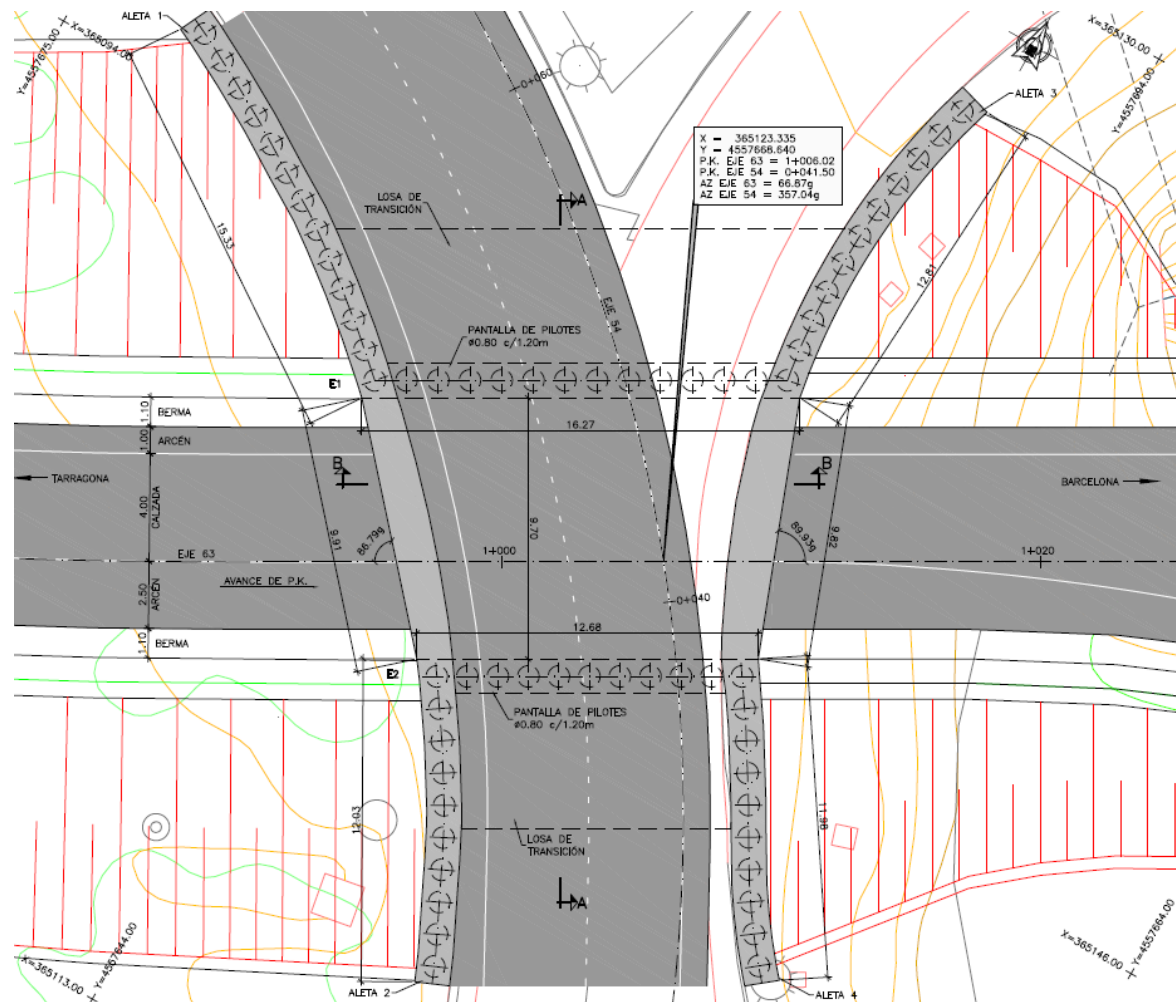 ALETA 1
X=365094.00
Y=4557675.00
X=365130.00
Y=4557694.00
ALETA 3
0+060
X = 365123.335
Y = 4557668.640
P.K. EJE 63 = 1+006.02
P.K. EJE 54 = 0+041.50
AZ EJE 63 = 66.87g
AZ EJE 54 = 357.04g
A
LOSA DE
TRANSICIÓN
15.33
12.81
EJE 54
PANTALLA DE PILOTES
ø0.80 c/1.20m
E1
1.10
BERMA
16.27
1.00
ARCÉN
B
B
TARRAGONA
BARCELONA
4.00
CALZADA
9.70
9.91
86.79g
89.93g
9.82
EJE 63
1+000
1+020
AVANCE DE P.K.
2.50
ARCÉN
0+040
12.68
1.10
BERMA
E2
PANTALLA DE PILOTES
ø0.80 c/1.20m
12.03
11.98
LOSA DE
TRANSICIÓN
A
X=365113.00
Y=4557644.00
X=365146.00
Y=4557664.00
ALETA 2
ALETA 4